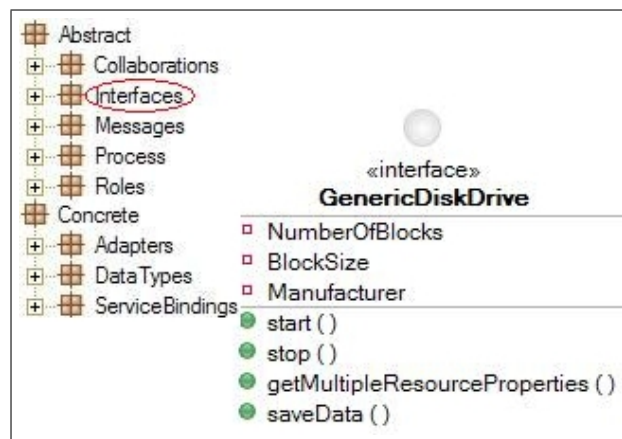 Abstract
Collaborations
Interfaces
Messages
Process
Roles
Concrete
Adapters
DataTypes
ServiceBindings
«interface»
GenericDiskDrive
NumberOfBlocks
BlockSize
Manufacturer
start ( )
stop ( )
getMultipleResourceProperties ( )
saveData ( )